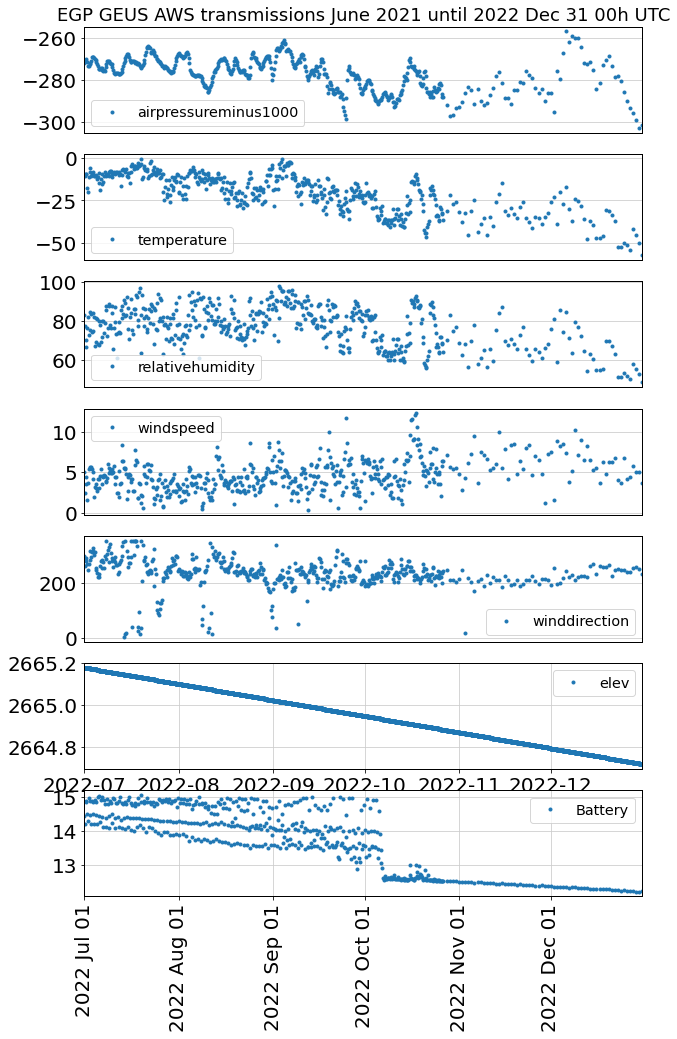 EGP GEUS AWS transmissions June 2021 until 2022 Dec 31 00h UTC
−260
−280
−300
airpressureminus1000
0
−25
−50
temperature
100
80
60
relativehumidity
10
5
0
windspeed
200
0
winddirection
2665.2
2665.0
2664.8
elev
2022-07 2022-08 2022-09 2022-10 2022-11 2022-12
15
14
13
Battery
2022 Jul 01
2022 Aug 01
2022 Sep 01
2022 Oct 01
2022 Nov 01
2022 Dec 01